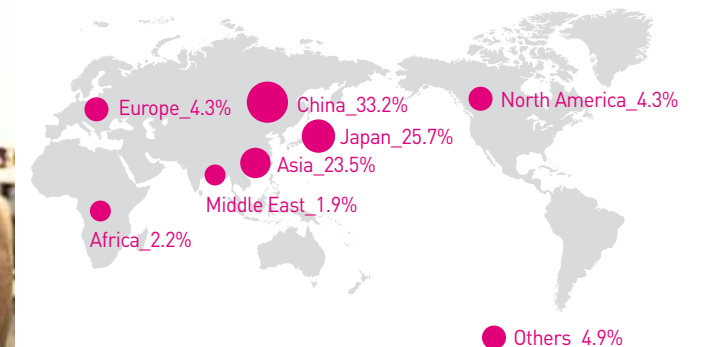 Europe_4.3%
China_33.2%
North America_4.3%
Japan_25.7%
Asia_23.5%
Middle East_1.9%
Africa_2.2%
Others_4.9%